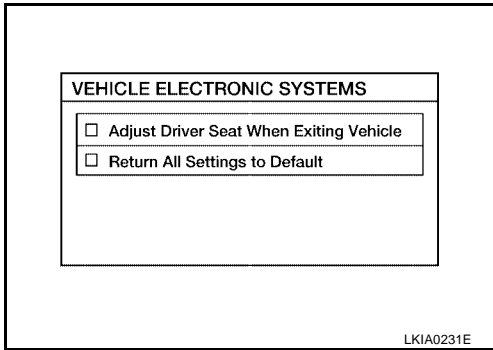 VEHICLE ELECTRONIC SYSTEMS
Adjust Driver Seat When Exiting Vehicle
Return All Settings to Default
LKIA0231E